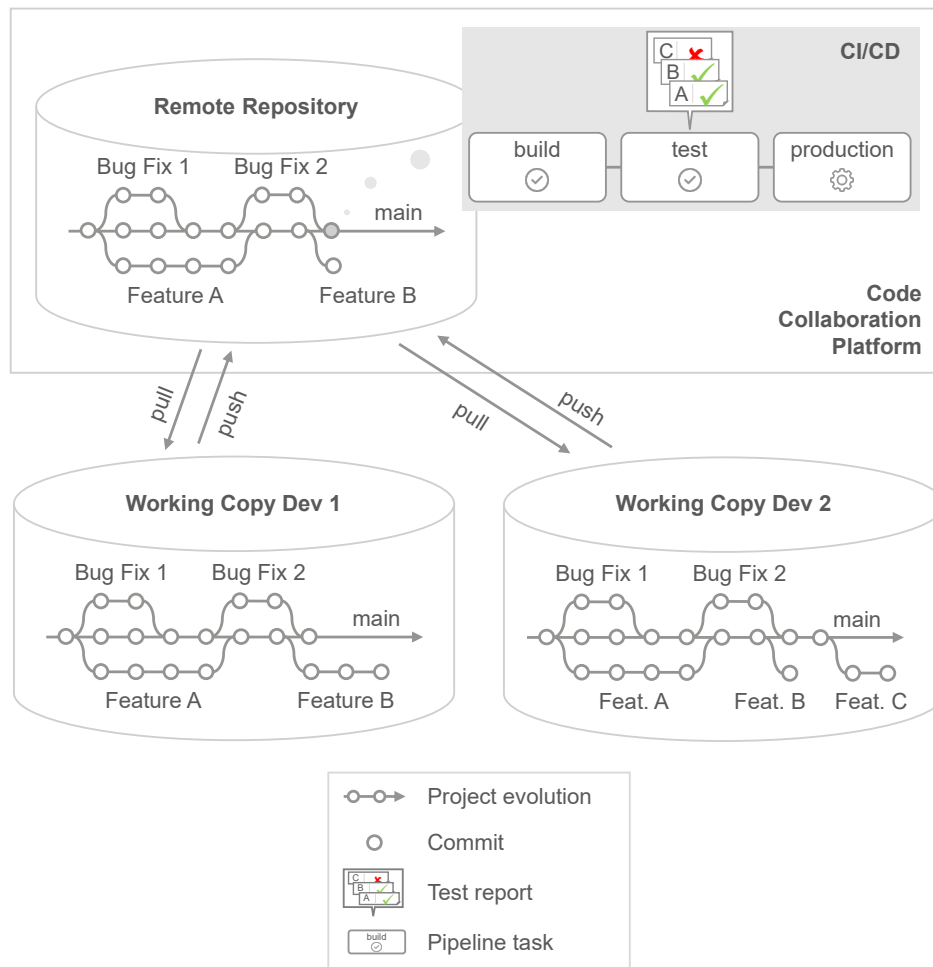 CI/CD
C
B
A
Remote Repository
build
test
production
Bug Fix 1
Bug Fix 2
main
Feature A
Feature B
Code
Collaboration
Platform
pull
push
pull
push
Working Copy Dev 1
Bug Fix 1
Bug Fix 2
main
Feature A
Feature B
Working Copy Dev 2
Bug Fix 1
Bug Fix 2
main
Feat. A
Feat. B
Feat. C
Project evolution
Commit
C
B
A
Test report
build
Pipeline task